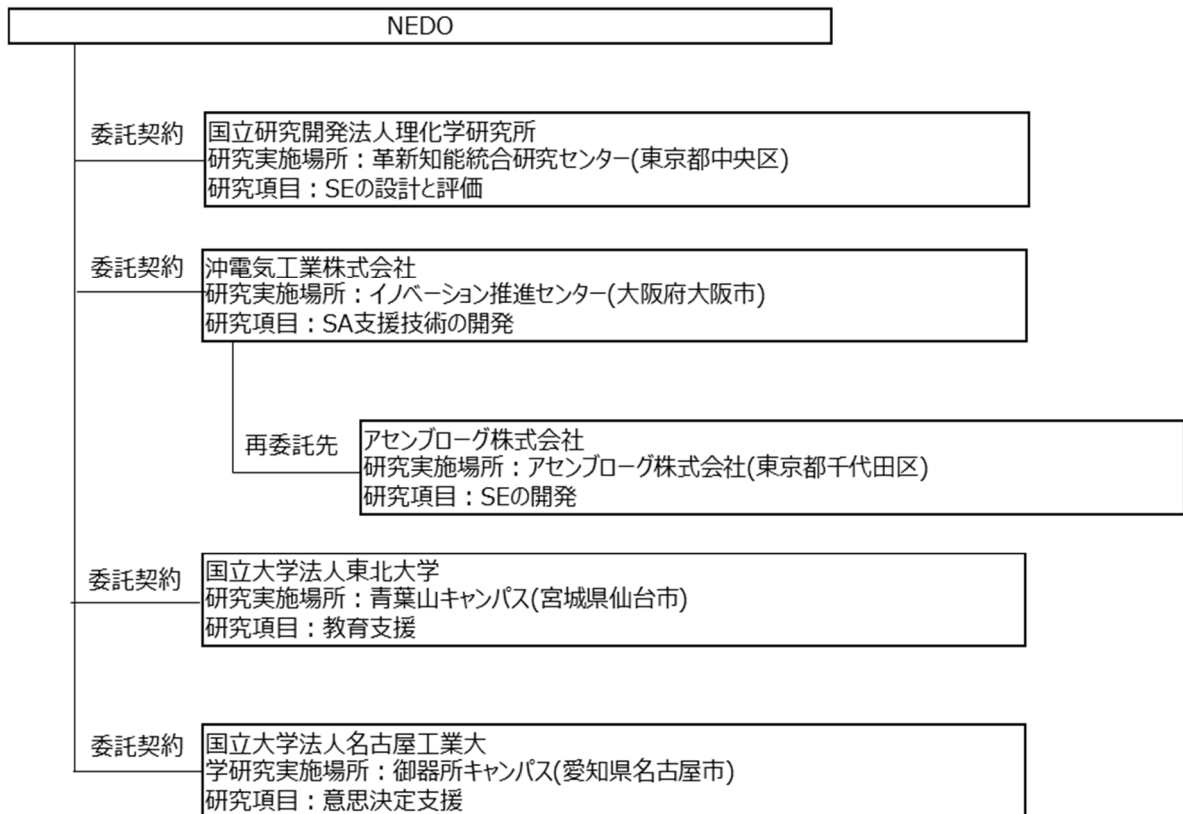 NEDO
委託契約
国立研究開発法人理化学研究所
研究実施場所：革新知能統合研究センター(東京都中央区)
研究項目：SEの設計と評価
委託契約
沖電気工業株式会社
研究実施場所：イノベーション推進センター(大阪府大阪市)
研究項目：SA支援技術の開発
再委託先
アセンブローグ株式会社
研究実施場所：アセンブローグ株式会社(東京都千代田区)
研究項目：SEの開発
委託契約
国立大学法人東北大学
研究実施場所：青葉山キャンパス(宮城県仙台市)
研究項目：教育支援
委託契約
国立大学法人名古屋工業大
学研究実施場所：御器所キャンパス(愛知県名古屋市)
研究項目：意思決定支援